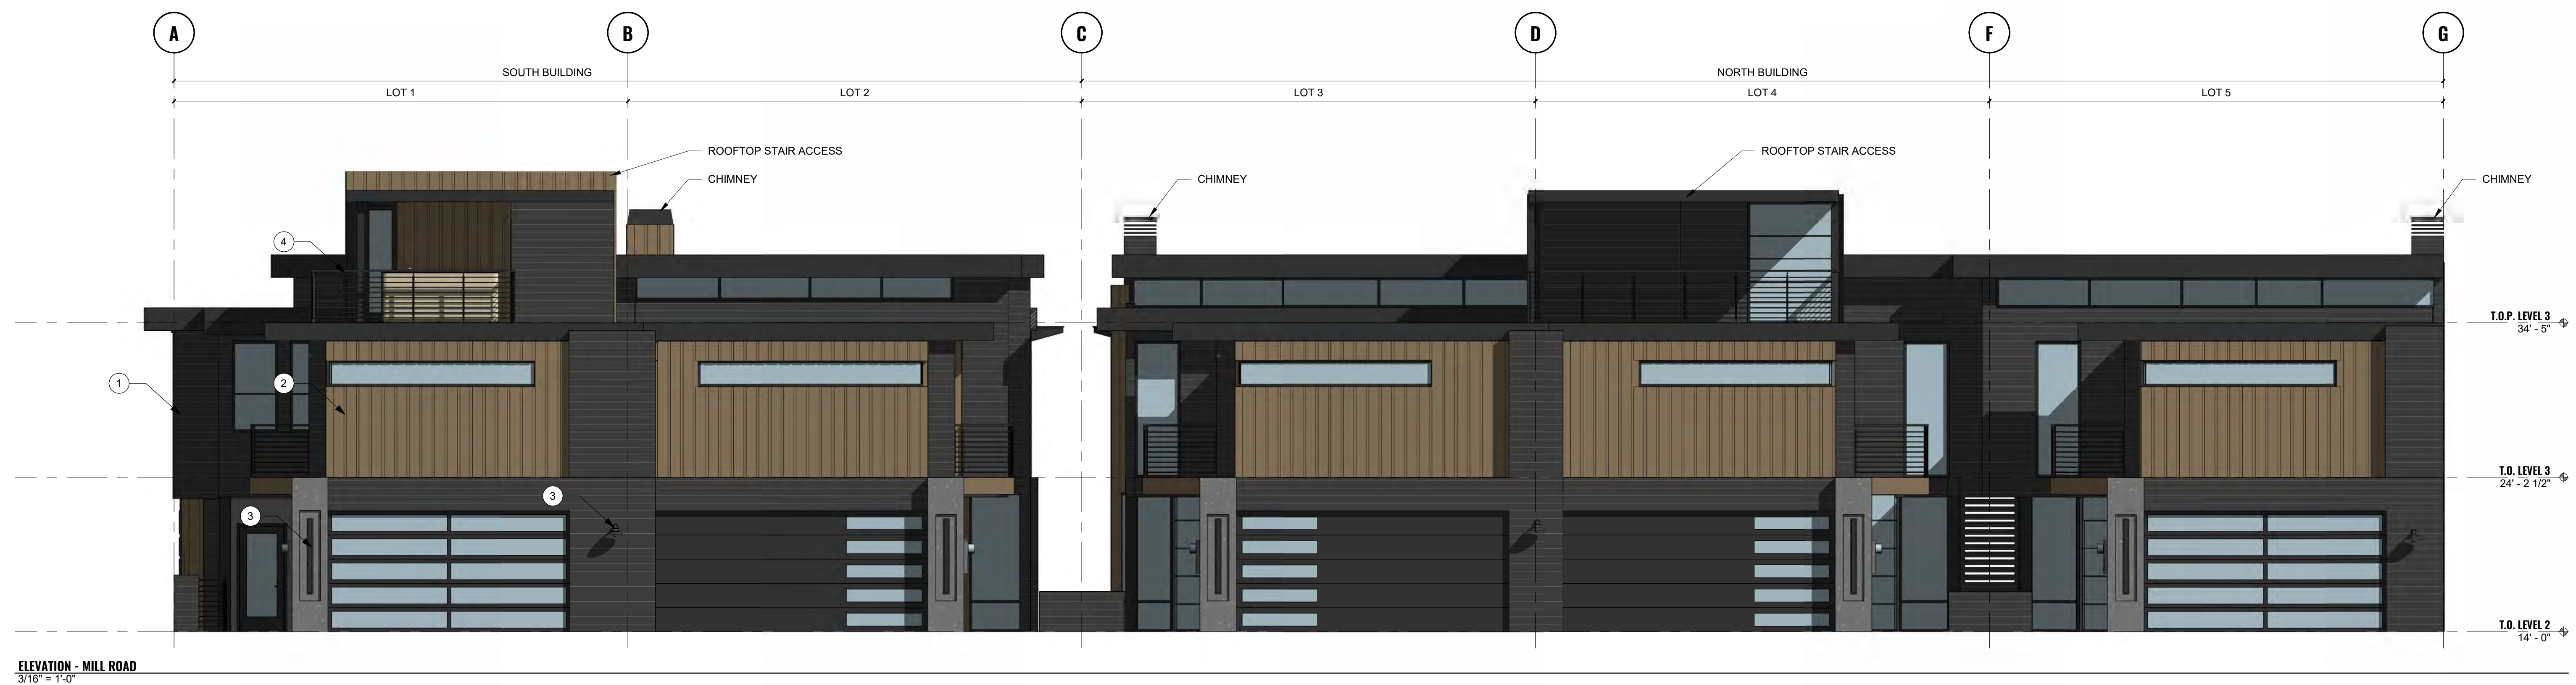 A B C D F G
SOUTH BUILDING NORTH BUILDING
LOT 1 LOT 2 LOT 3 LOT 4 LOT 5
ROOFTOP STAIR ACCESS ROOFTOP STAIR ACCESS
CHIMNEY CHIMNEY CHIMNEY
4
T.O.P. LEVEL 3
34' - 5"
1 2
T.O. LEVEL 3
24' - 2 1/2"
3
3
T.O. LEVEL 2
14' - 0"
ELEVATION - MILL ROAD
3/16" = 1'-0"